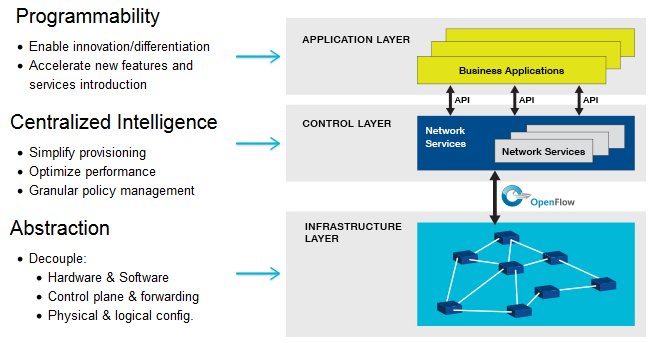 Programmability
• Enable innovation/differentiation
• Accelerate new features and
services introduction
Centralized Intelligence
• Simplify provisioning
• Optimize performance
• Granular policy management
Abstraction
• Decouple:
• Hardware & Software
• Control plane & forwarding
• Physical & logical config.
APPLICATION LAYER
Business Applications
API
API
API
CONTROL LAYER
Network
Services
Network Services
OpenFlow
INFRASTRUCTURE
LAYER